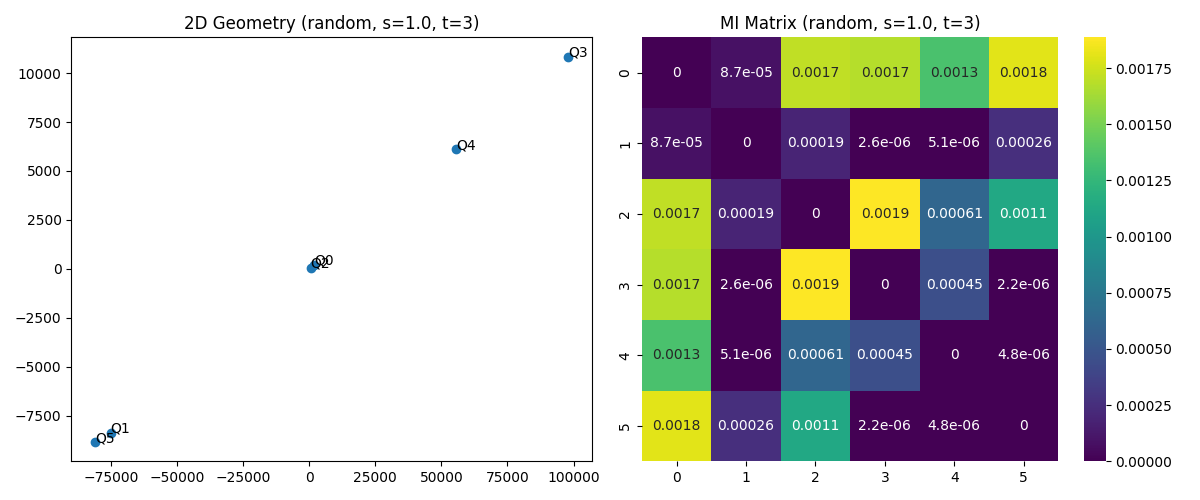 2D Geometry (random, s=1.0, t=3)
10000
7500
5000
2500
0
−2500
−5000
−7500
−75000 −50000 −25000 0 25000 50000 75000 100000
Q3
Q4
Q0
Q2
Q1
Q5
MI Matrix (random, s=1.0, t=3)
0 0 8.7e-05 0.0017 0.0017 0.0013 0.0018
1 8.7e-05 0 0.00019 2.6e-06 5.1e-06 0.00026
2 0.0017 0.00019 0 0.0019 0.00061 0.0011
3 0.0017 2.6e-06 0.0019 0 0.00045 2.2e-06
4 0.0013 5.1e-06 0.00061 0.00045 0 4.8e-06
5 0.0018 0.00026 0.0011 2.2e-06 4.8e-06 0
0 1 2 3 4 5
0.00175
0.00150
0.00125
0.00100
0.00075
0.00050
0.00025
0.00000